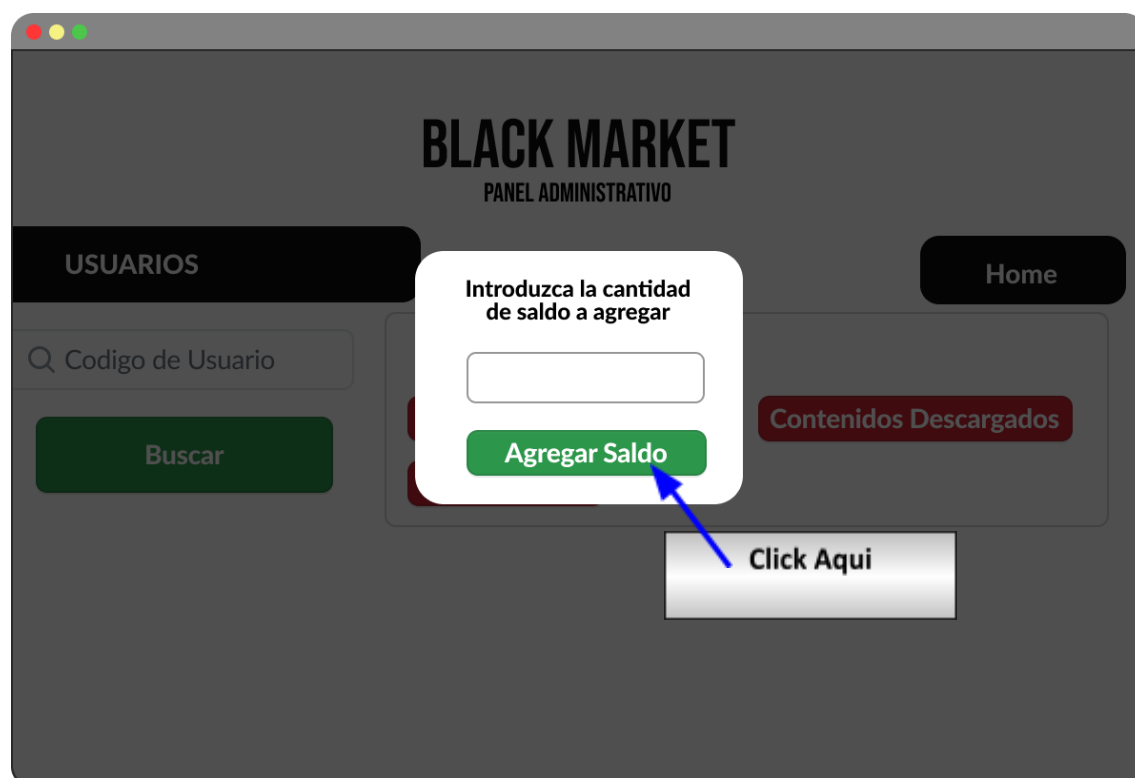 BLACK MARKET
PANEL ADMINISTRATIVO
USUARIOS
Home
Introduzca la cantidad
de saldo a agregar
Codigo de Usuario
Contenidos Descargados
Buscar
Agregar Saldo
Click Aqui